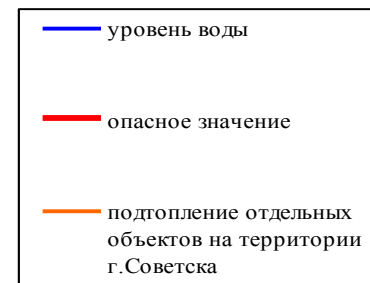 уровень воды
опасное значение
подтопление отдельных
объектов на территории
г.Советска